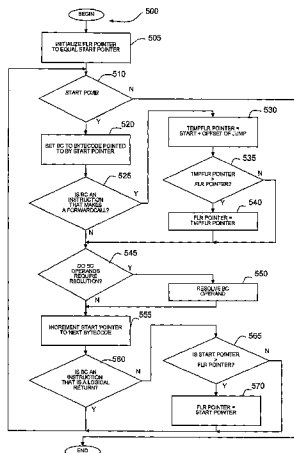 BEGIN
500
INITIALIZE FLR POINTER
TO EQUAL START POINTER
505
510
START
N
Y
520
SET BC TO BYTECODE POINTED
TO BY START POINTER
530
TEMPFLR POINTER =
START + OFFSET OF JUMP
525
IS BC AN
INSTRUCTION
THAT MAKES A
FORWARD CALL?
Y
N
535
TMPFLR POINTER
>
FLR POINTER?
N
Y
540
FLR POINTER =
TMPFLR POINTER
545
DO BC
OPERANDS
REQUIRE
RSOLUTION?
Y
N
550
RESOLVE BC
OPERAND
555
INCREMENT START POINTER
TO NEXT BYTECODE
560
IS BC AN
INSTRUCTION
THAT IS A LOGICAL
RETURN?
N
Y
565
IS START POINTER
>
FLR POINTER?
N
Y
570
FLR POINTER =
START POINTER
END